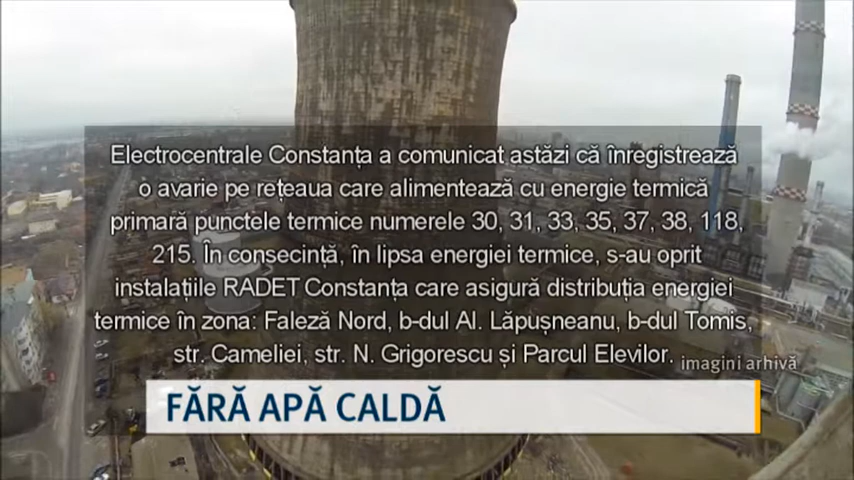 Electrocentrale Constanța a comunicat astăzi că înregistrează
o avarie pe rețeaua care alimentează cu energie termică
primară punctele termice numerele 30, 31, 33, 35, 37, 38, 118,
215. În consecință, în lipsa energiei termice, s-au oprit
instalațiile RADET Constanța care asigură distribuția energiei
termice în zona: Faleză Nord, b-dul Al. Lăpușneanu, b-dul Tomis,
str. Cameliei, str. N. Grigorescu și Parcul Elevilor.
imagini arhivă
FĂRĂ APĂ CALDĂ